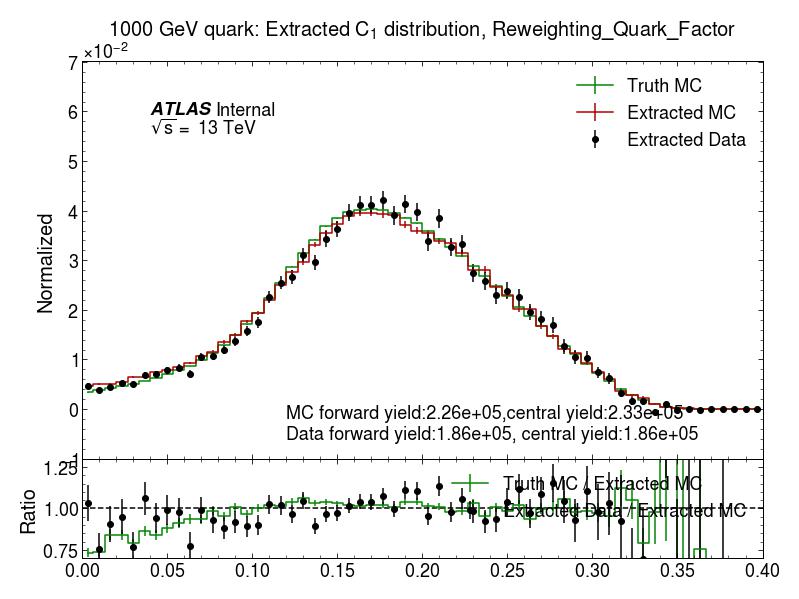 1000 GeV quark: Extracted C₁ distribution, Reweighting_Quark_Factor
×10⁻²
7
6
5
4
3
2
1
0
1
Normalized
ATLAS Internal
√s = 13 TeV
Truth MC
Extracted MC
Extracted Data
MC forward yield:2.26e+05,central yield:2.33e+05
Data forward yield:1.86e+05, central yield:1.86e+05
1.25
1.00
0.75
Ratio
Truth MC / Extracted MC
Extracted Data / Extracted MC
0.00 0.05 0.10 0.15 0.20 0.25 0.30 0.35 0.40